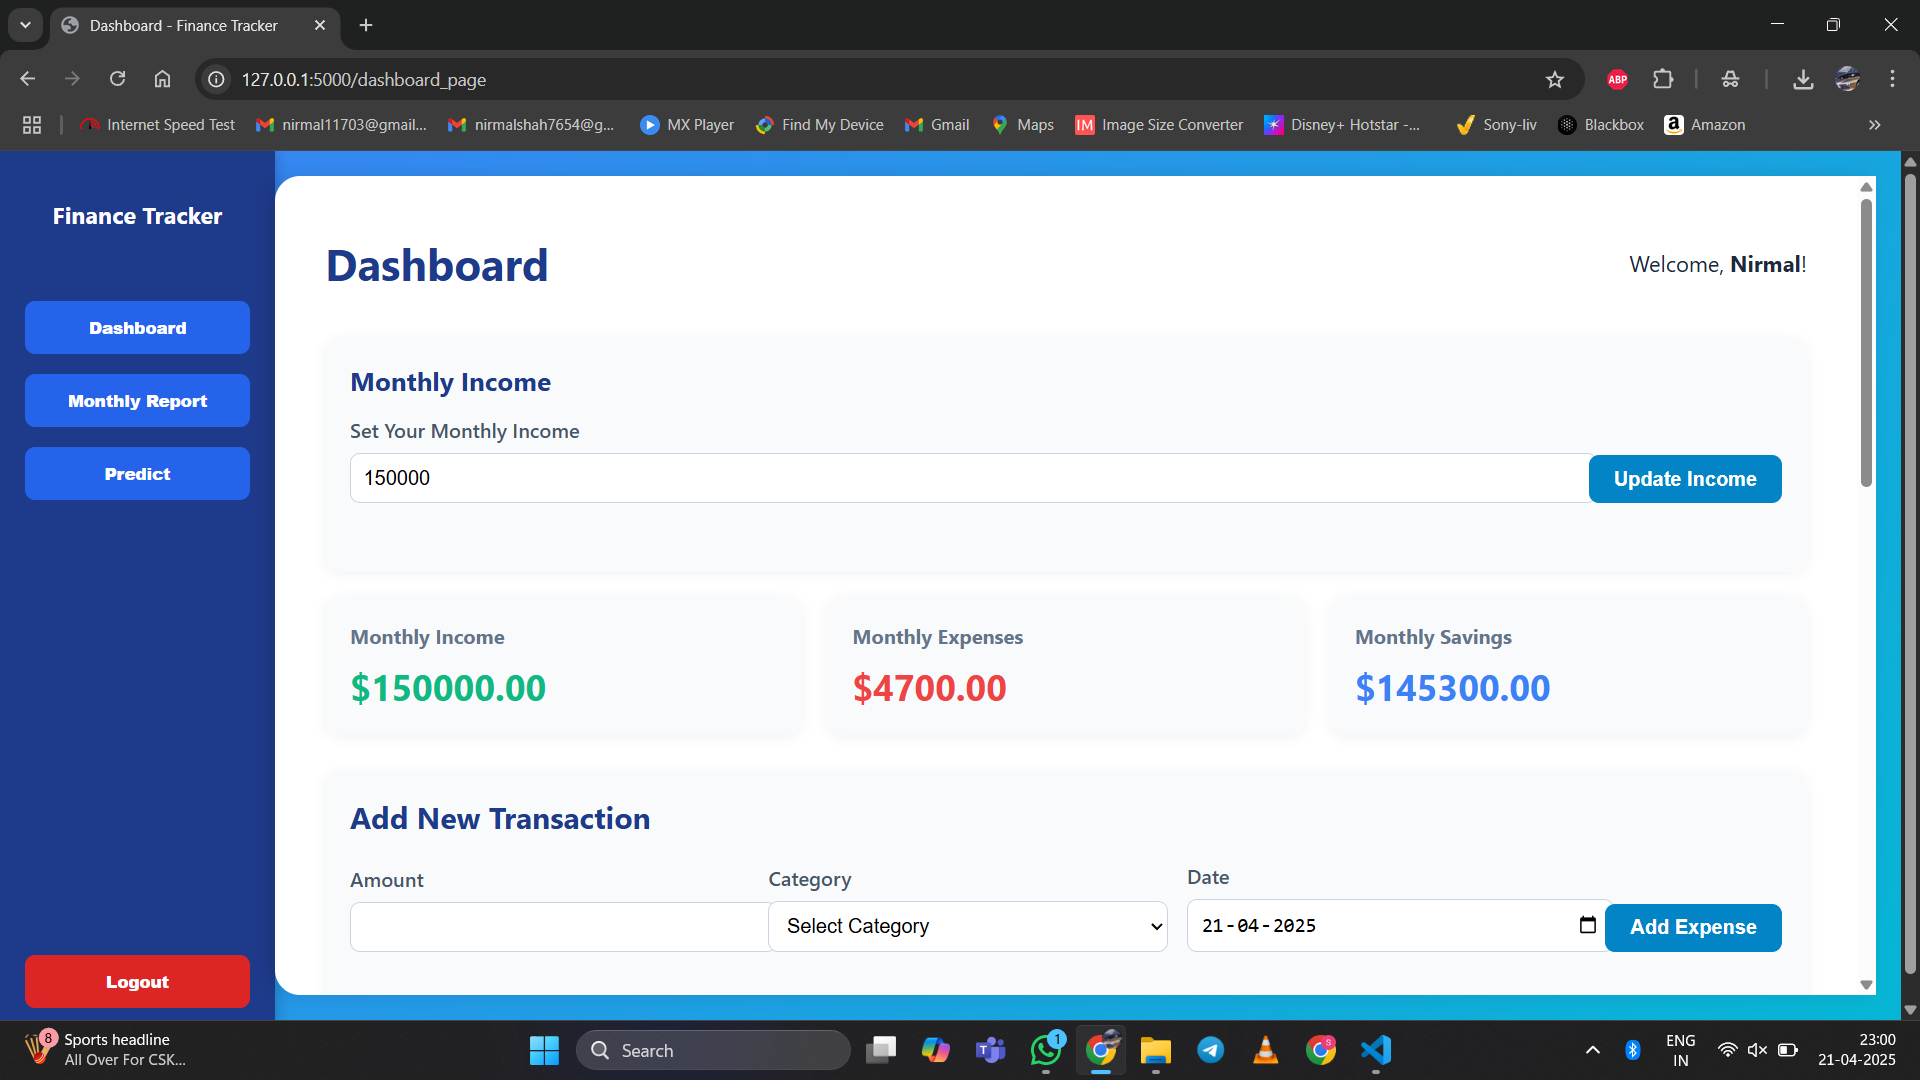 Dashboard - Finance Tracker
127.0.0.1:5000/dashboard_page
ABP
Internet Speed Test
nirmal11703@gmail...
nirmalshah7654@g...
MX Player
Find My Device
Gmail
Maps
IM Image Size Converter
Disney+ Hotstar -...
Sony-liv
Blackbox
a Amazon
Finance Tracker
Dashboard
Monthly Report
Predict
Logout
Dashboard
Welcome, Nirmal!
Monthly Income
Set Your Monthly Income
150000
Update Income
Monthly Income
$150000.00
Monthly Expenses
$4700.00
Monthly Savings
$145300.00
Add New Transaction
Amount
Category
Select Category
Date
21-04-2025
Add Expense
8
Sports headline
All Over For CSK...
Search
T
1
S
ENG
IN
23:00
21-04-2025